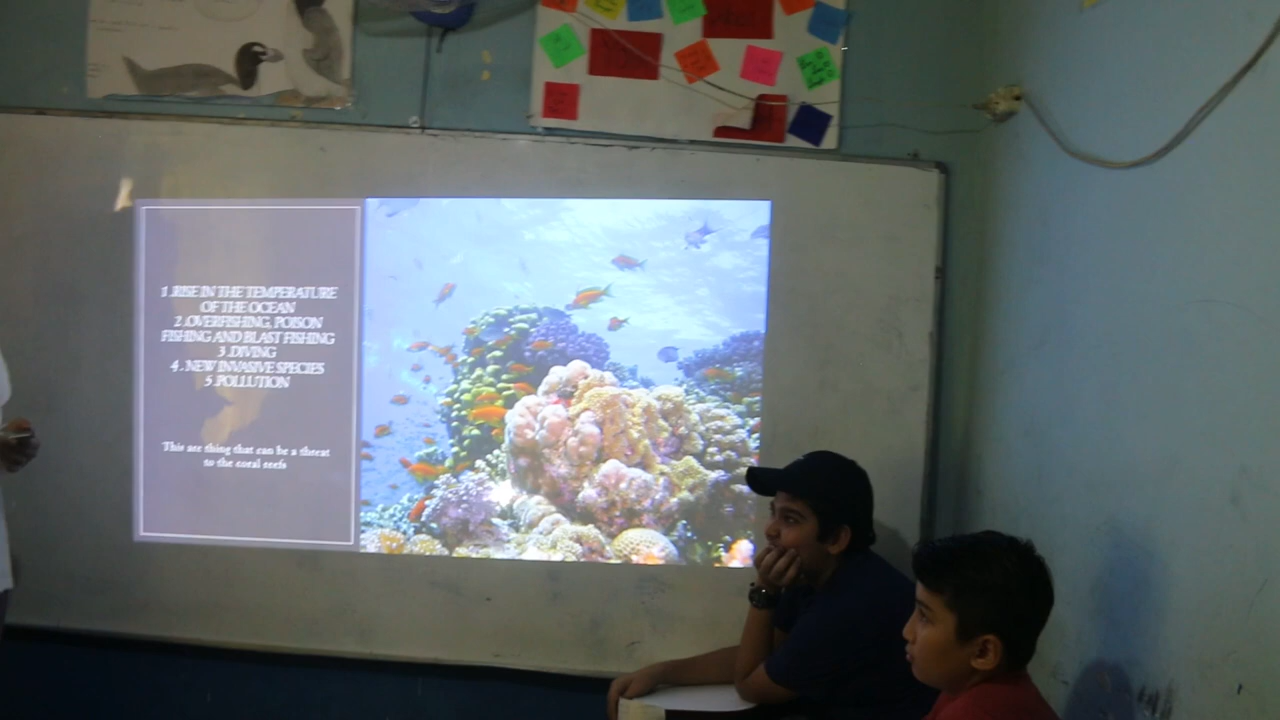 1.RISE IN THE TEMPERATURE
OF THE OCEAN
2.OVERFISHING, POISON
FISHING AND BLAST FISHING
3.DIVING
4. NEW INVASIVE SPECIES
5.POLLUTION
This are thing that can be a threat
to the coral reefs